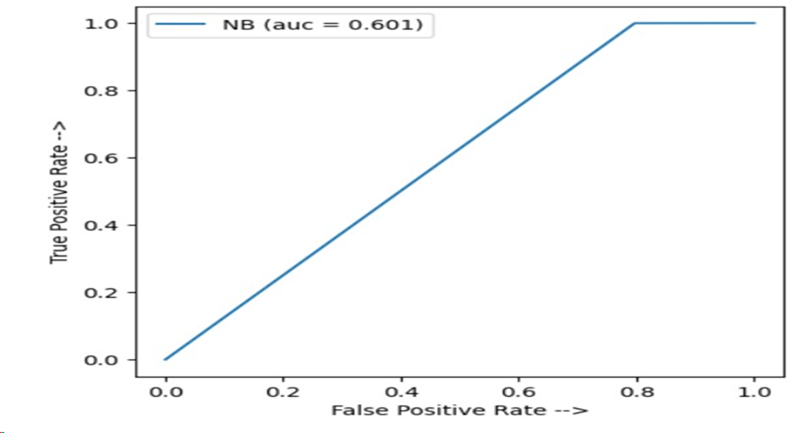 NB (auc = 0.601)
1.0
0.8
0.6
0.4
0.2
0.0
True Positive Rate -->
0.0 0.2 0.4 0.6 0.8 1.0
False Positive Rate -->